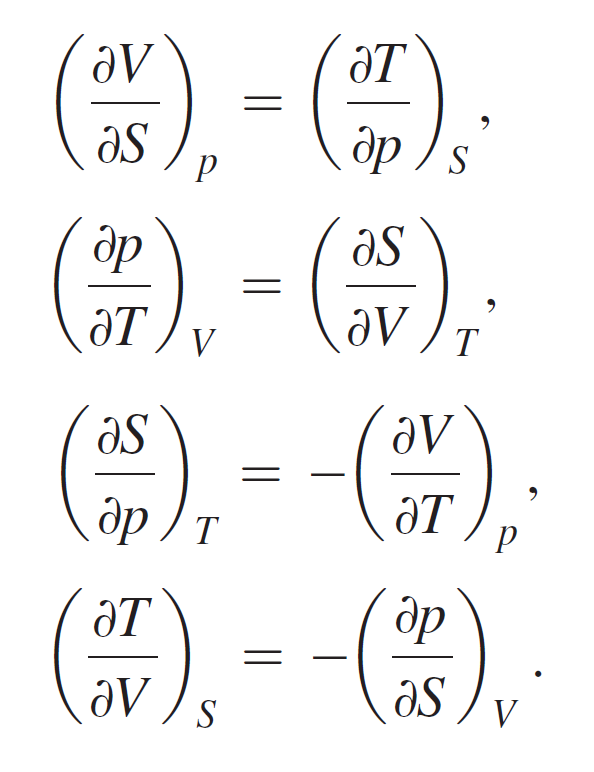 (∂V/∂S)_p = (∂T/∂p)_S ,
(∂p/∂T)_V = (∂S/∂V)_T ,
(∂S/∂p)_T = −(∂V/∂T)_p ,
(∂T/∂V)_S = −(∂p/∂S)_V .